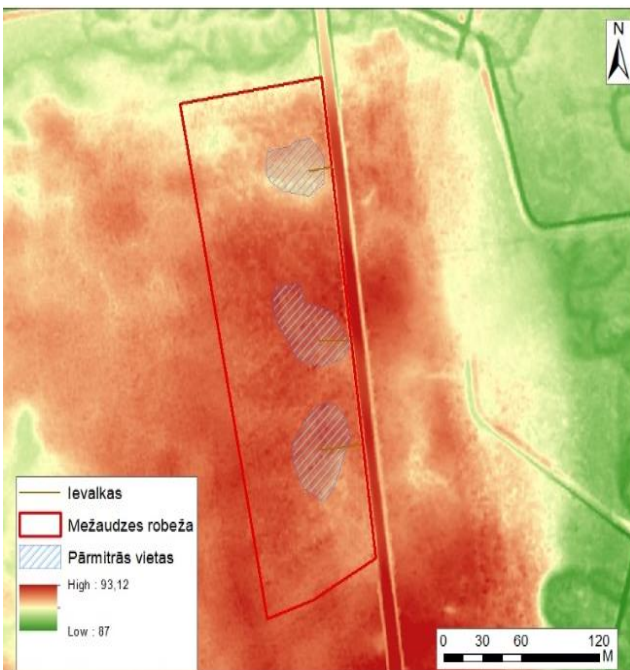 N
Ievalkas
Mežaudzes robeža
Pārmitrās vietas
High : 93,12
Low : 87
0 30 60 120
M